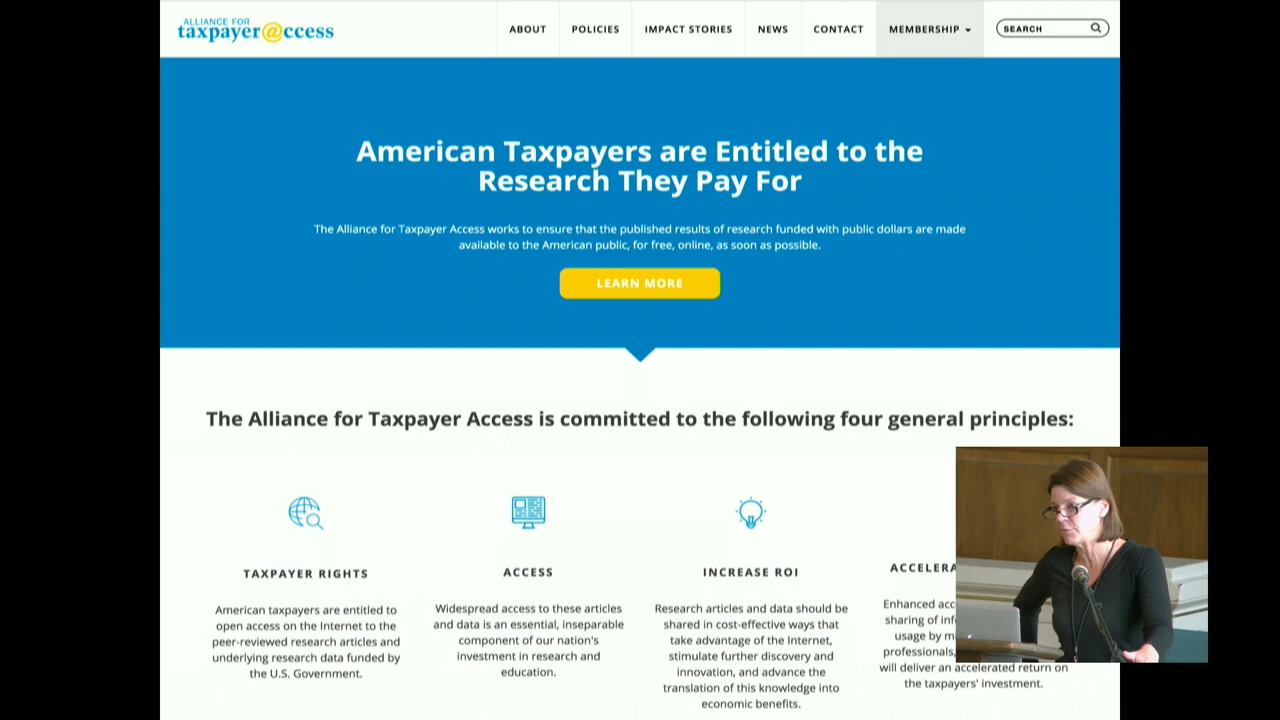 ALLIANCE FOR
taxpayer@ccess
ABOUT
POLICIES
IMPACT STORIES
NEWS
CONTACT
MEMBERSHIP
SEARCH
American Taxpayers are Entitled to the
Research They Pay For
The Alliance for Taxpayer Access works to ensure that the published results of research funded with public dollars are made
available to the American public, for free, online, as soon as possible.
LEARN MORE
The Alliance for Taxpayer Access is committed to the following four general principles:
TAXPAYER RIGHTS
American taxpayers are entitled to
open access on the Internet to the
peer-reviewed research articles and
underlying research data funded by
the U.S. Government.
ACCESS
Widespread access to these articles
and data is an essential, inseparable
component of our nation's
investment in research and
education.
INCREASE ROI
Research articles and data should be
shared in cost-effective ways that
take advantage of the Internet,
stimulate further discovery and
innovation, and advance the
translation of this knowledge into
economic benefits.
Enhanced
sharing of
usage by
professionals,
will deliver an accelerated return on
the taxpayers' investment.